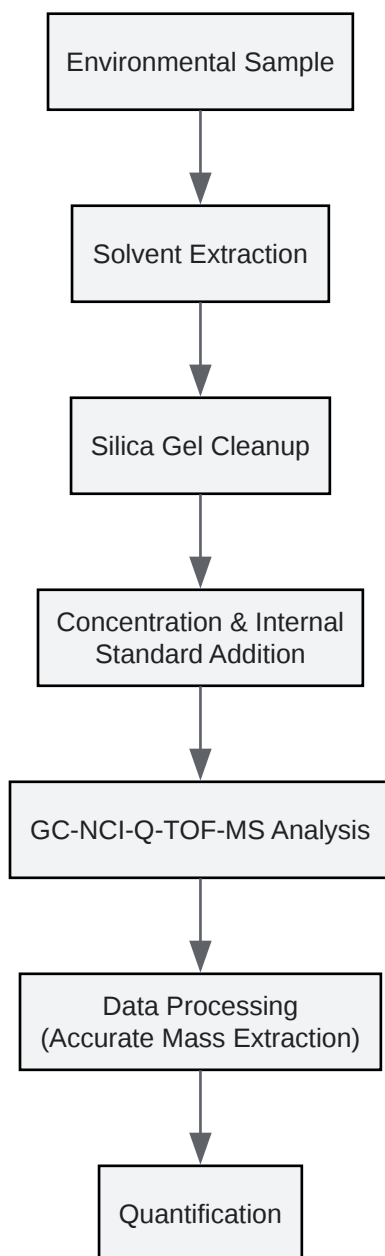 Environmental Sample
Solvent Extraction
Silica Gel Cleanup
Concentration & Internal
Standard Addition
GC-NCI-Q-TOF-MS Analysis
Data Processing
(Accurate Mass Extraction)
Quantification